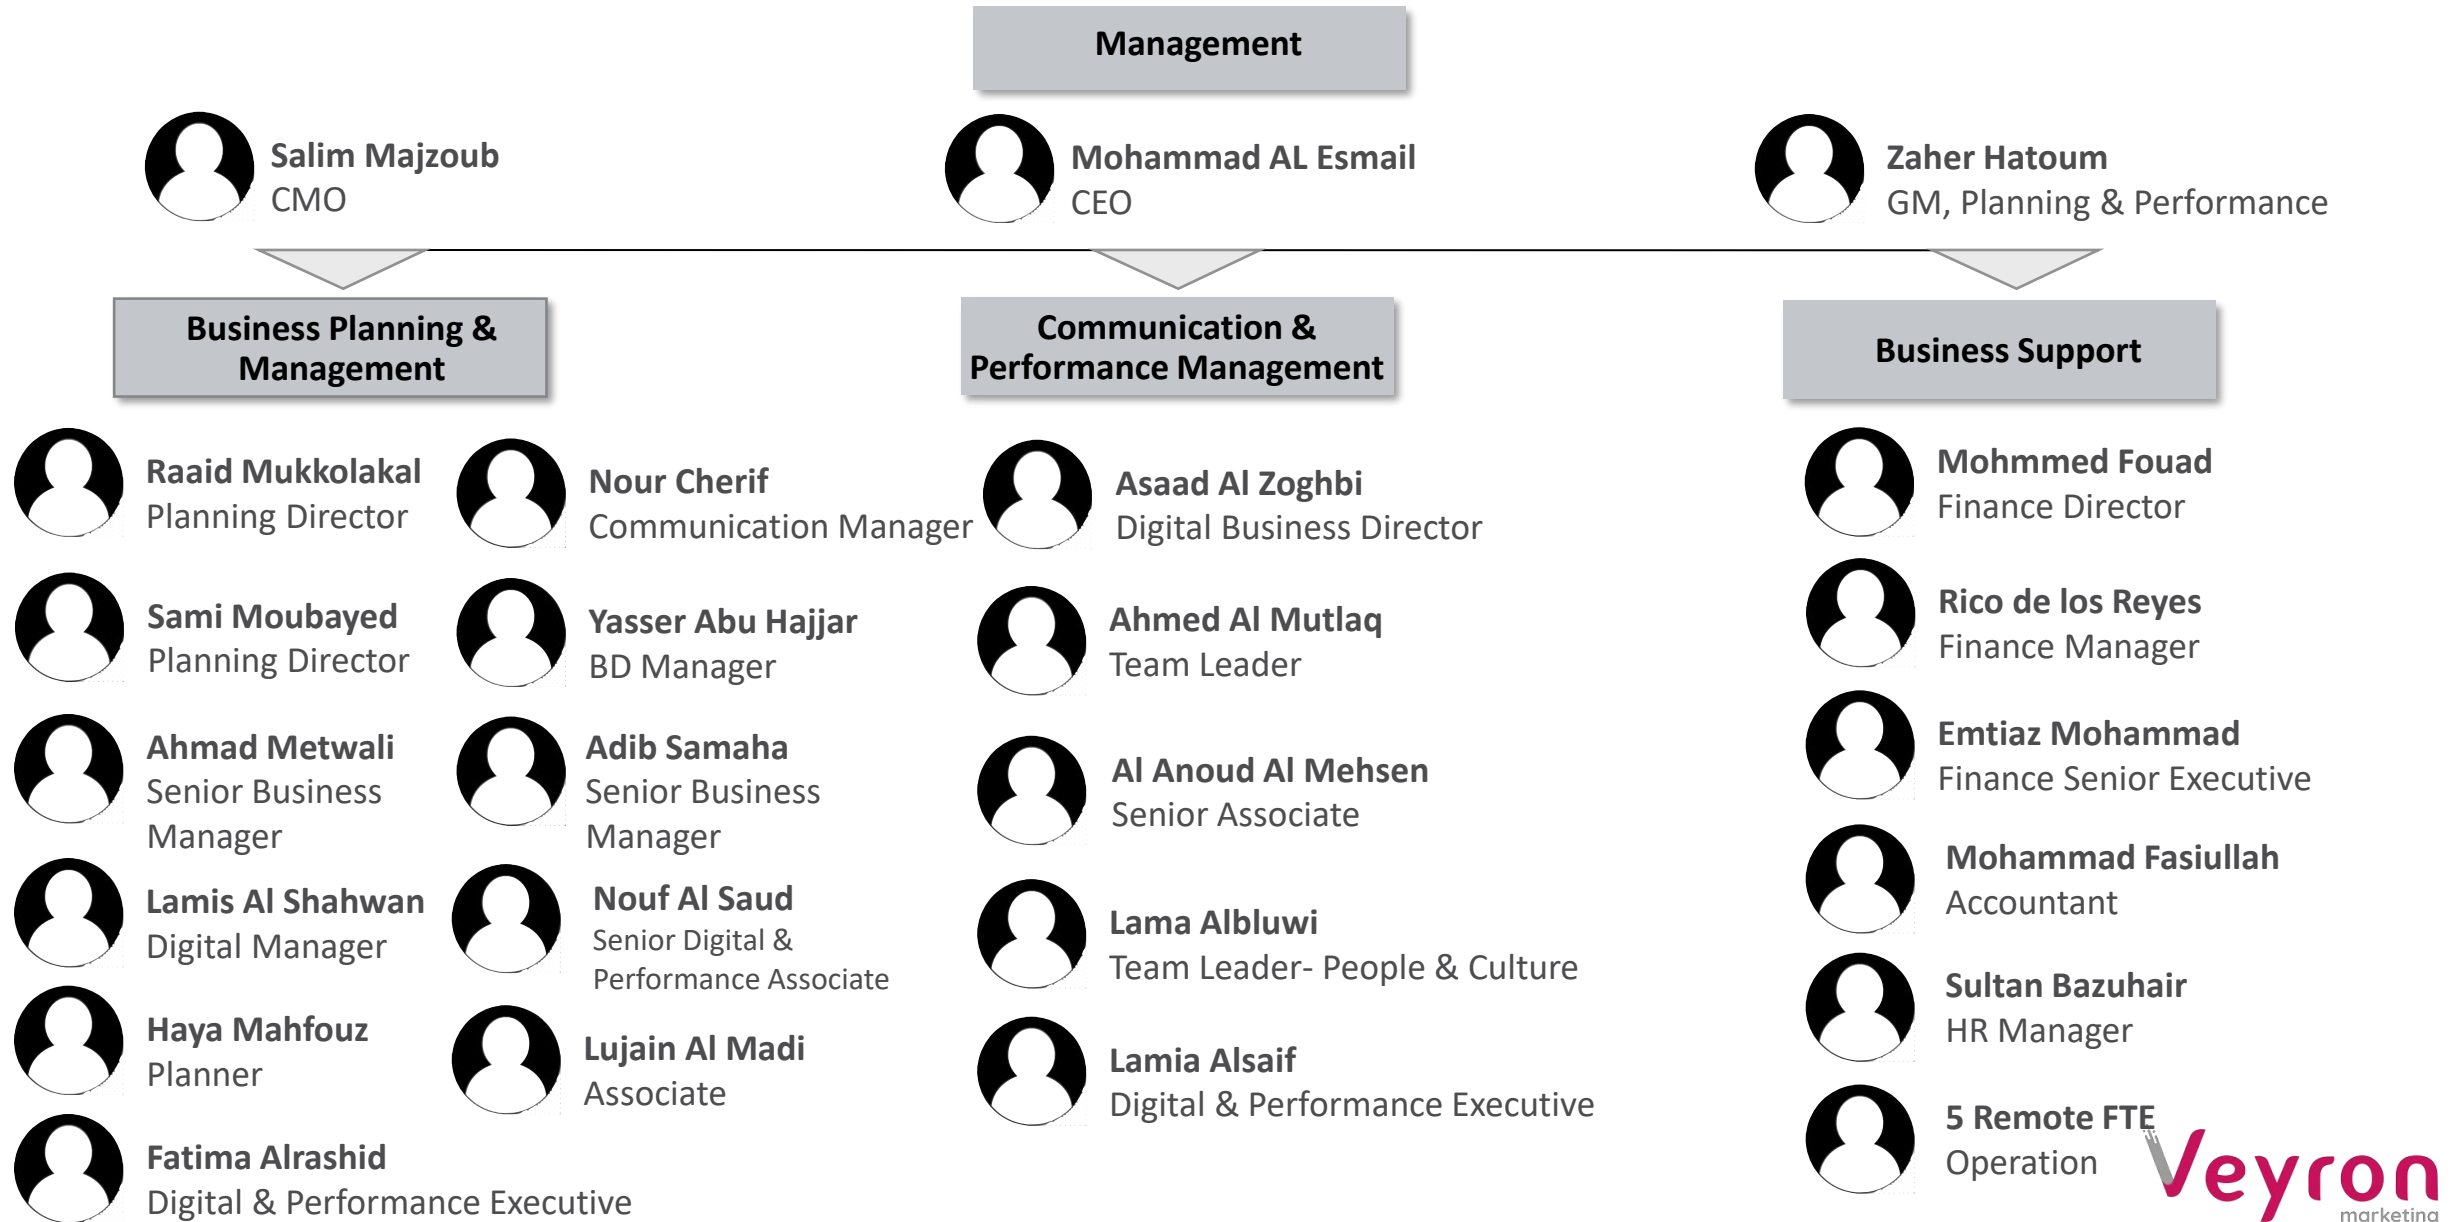 Management
Salim Majzoub
CMO
Mohammad AL Esmail
CEO
Zaher Hatoum
GM, Planning & Performance
Business Planning &
Management
Raaid Mukkolakal
Planning Director
Sami Moubayed
Planning Director
Ahmad Metwali
Senior Business
Manager
Lamis Al Shahwan
Digital Manager
Haya Mahfouz
Planner
Fatima Alrashid
Digital & Performance Executive
Nour Cherif
Communication Manager
Yasser Abu Hajjar
BD Manager
Adib Samaha
Senior Business
Manager
Nouf Al Saud
Senior Digital &
Performance Associate
Lujain Al Madi
Associate
Communication &
Performance Management
Asaad Al Zoghbi
Digital Business Director
Ahmed Al Mutlaq
Team Leader
Al Anoud Al Mehsen
Senior Associate
Lama Albluwi
Team Leader- People & Culture
Lamia Alsaif
Digital & Performance Executive
Business Support
Mohmmed Fouad
Finance Director
Rico de los Reyes
Finance Manager
Emtiaz Mohammad
Finance Senior Executive
Mohammad Fasiullah
Accountant
Sultan Bazuhair
HR Manager
5 Remote FTE
Operation
Veyron
marketing